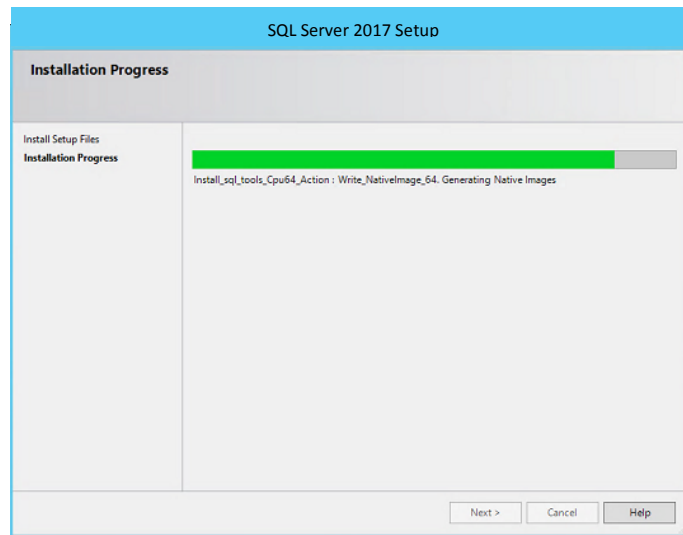 SQL Server 2017 Setup
Installation Progress
Install Setup Files
Installation Progress
Install_sql_tools_Cpu64_Action : Write_NativeImage_64. Generating Native Images
Next >
Cancel
Help